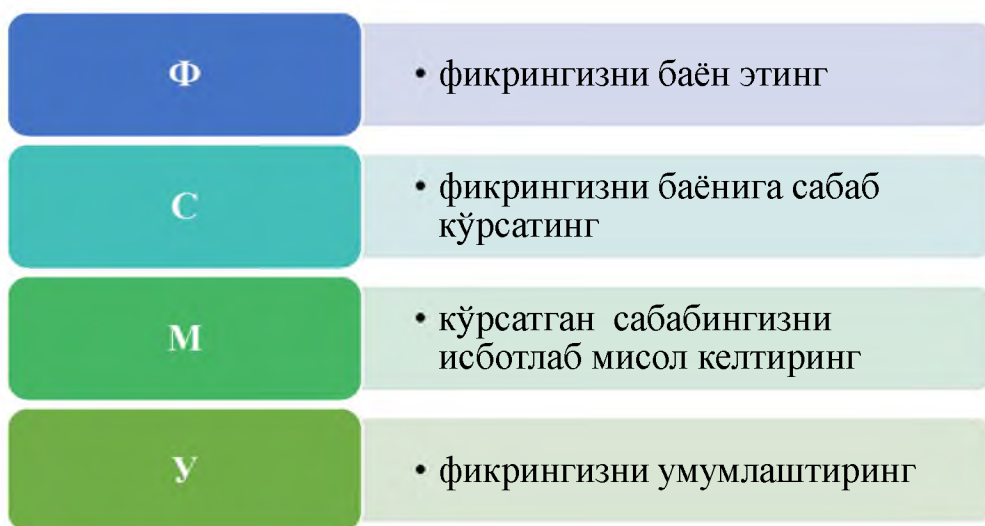 Ф
• фикрингизни баён этинг
С
• фикрингизни баёнига сабаб
кўрсатинг
М
• кўрсатган сабабингизни
исботлаб мисол келтиринг
У
• фикрингизни умумлаштиринг